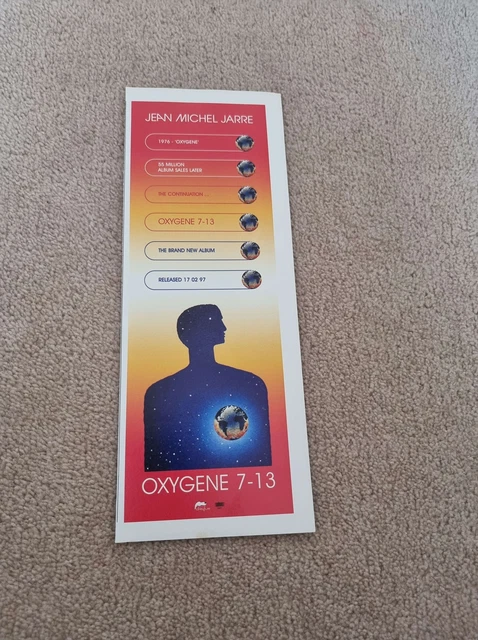 JEAN MICHEL JARRE
1976 - 'OXYGENE'
55 MILLION
ALBUM SALES LATER
THE CONTINUATION ...
OXYGENE 7-13
THE BRAND NEW ALBUM
RELEASED 17 02 97
OXYGENE 7-13